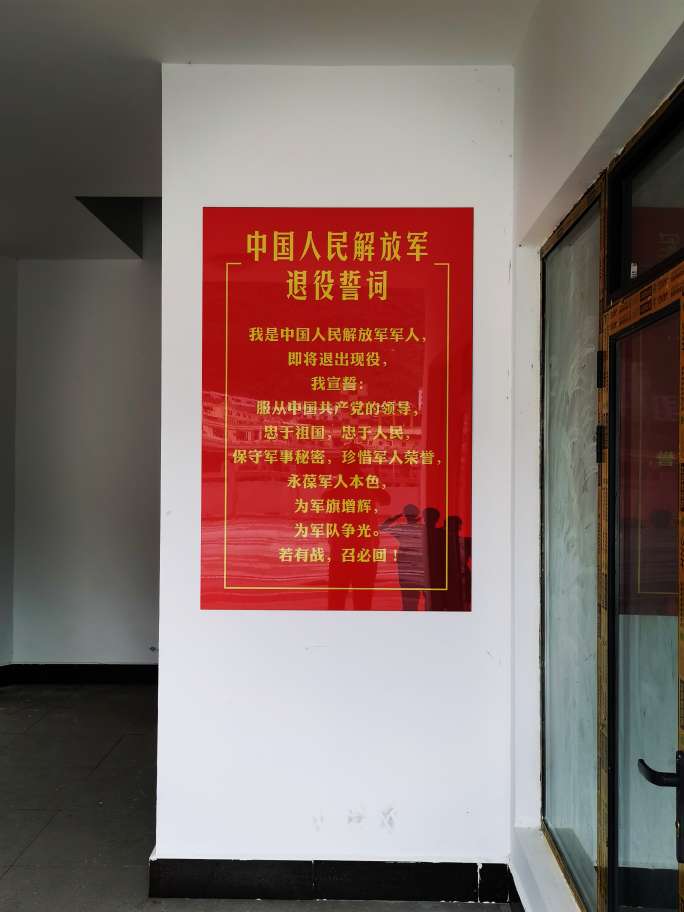 中国人民解放军
退役誓词
我是中国人民解放军军人，
即将退出现役，
我宣誓：
服从中国共产党的领导，
忠于祖国，忠于人民，
保守军事秘密，珍惜军人荣誉，
永葆军人本色，
为军旗增辉，
为军队争光。
若有战，召必回！